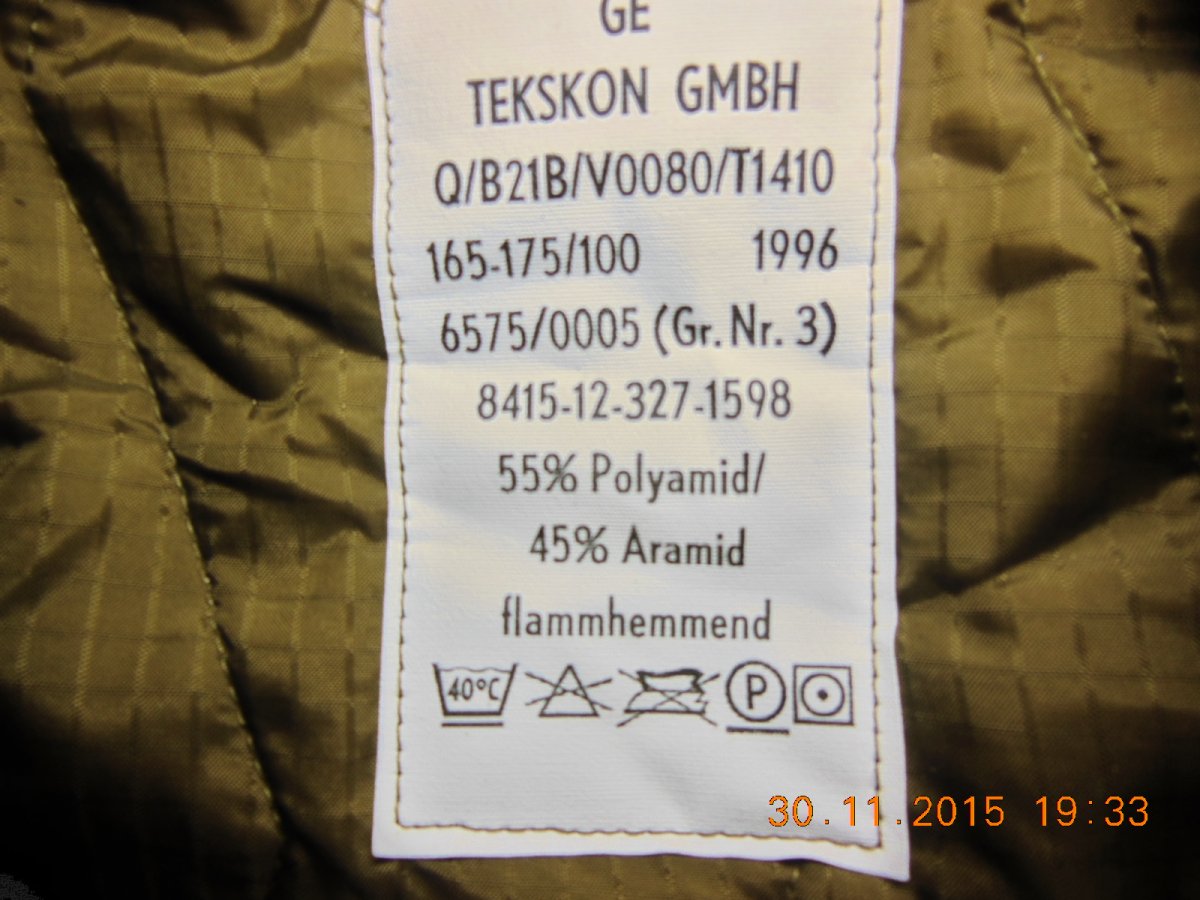 GE
TEKSKON GMBH
Q/B21B/V0080/T1410
165-175/100 1996
6575/0005 (Gr. Nr. 3)
8415-12-327-1598
55% Polyamid/
45% Aramid
flammhemmend
40°C P
30.11.2015 19:33